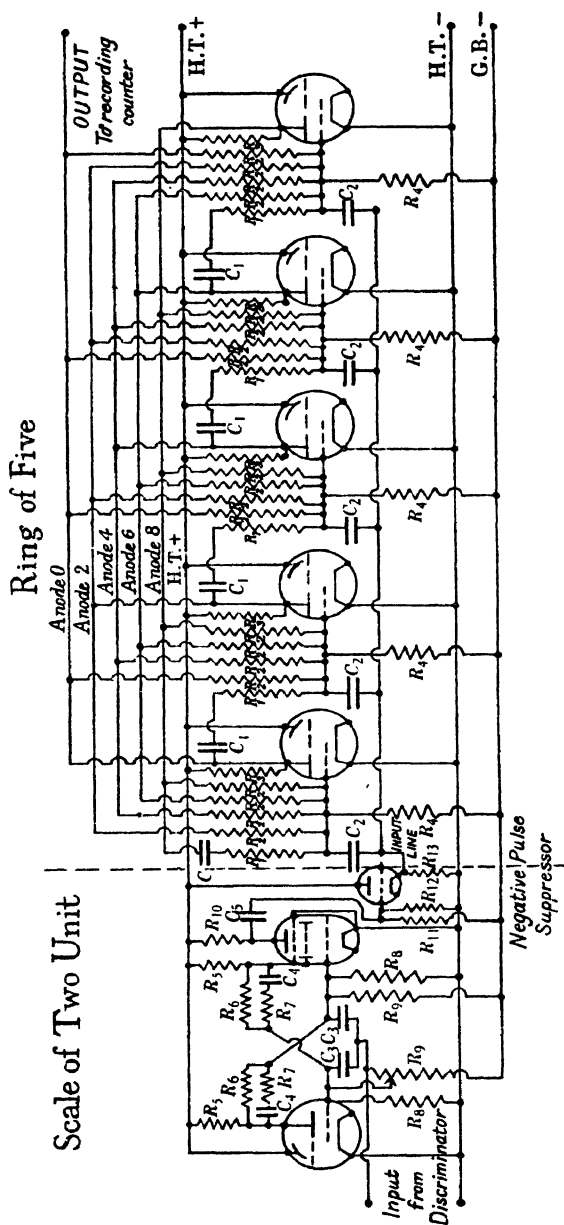 Ring of Five
Scale of Two Unit
Anode 0
Anode 2
Anode 4
Anode 6
Anode 8
H.T.+
OUTPUT
To recording
counter
H.T.+
H.T.−
G.B.−
C1
C1
C1
C1
C2
C2
C2
C2
C2
R4
R4
R4
R4
R4
INPUT
LINE
R13
R12
R11
Negative Pulse
Suppressor
R10
C5
R5
R6
R7
C4
R8
R9
C3
C3
R5
R6
R7
C4
R8
R9
Input
from
Discriminator